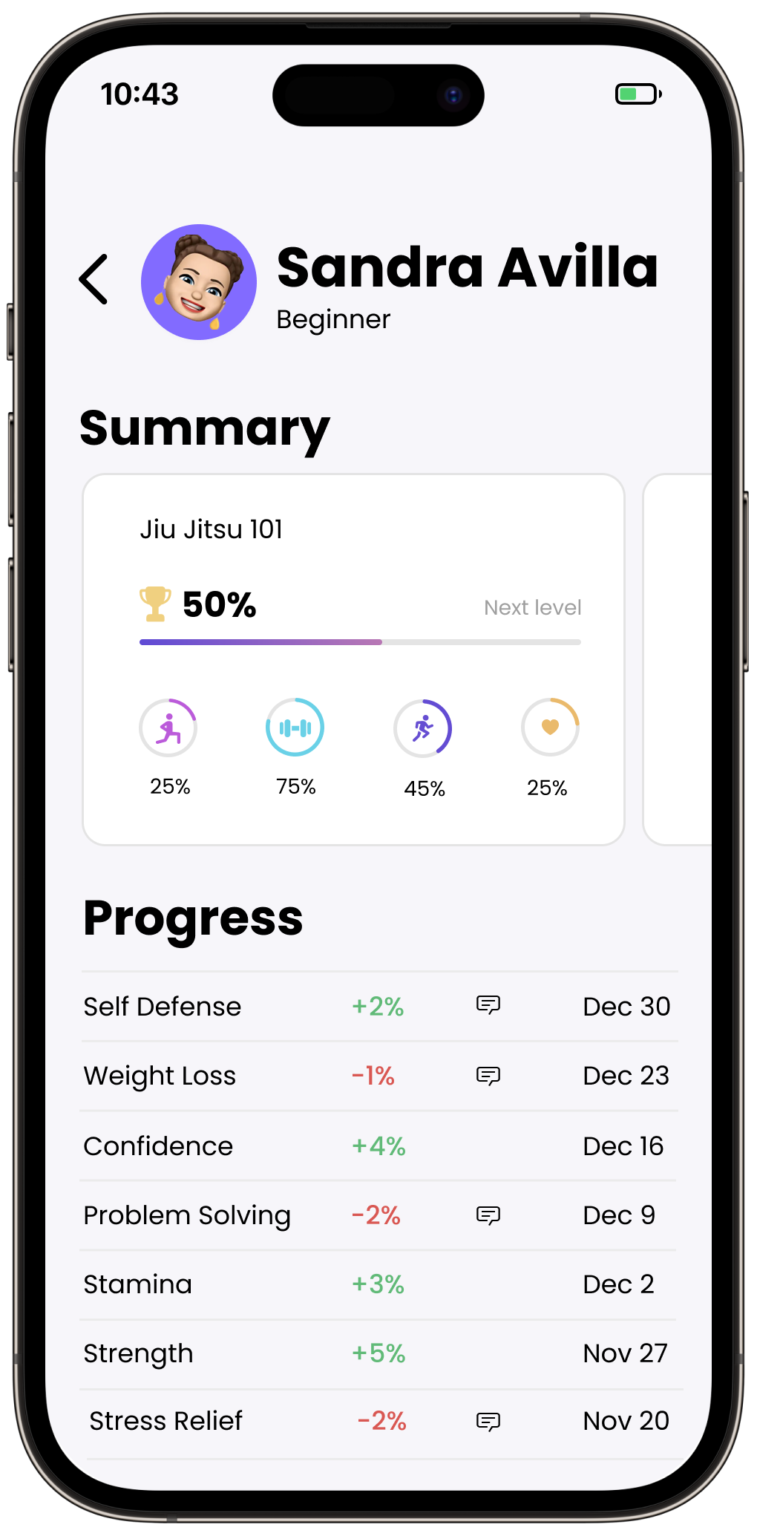 10:43
Sandra Avilla
Beginner
Summary
Jiu Jitsu 101
50% Next level
25% 75% 45% 25%
Progress
Self Defense +2% Dec 30
Weight Loss -1% Dec 23
Confidence +4% Dec 16
Problem Solving -2% Dec 9
Stamina +3% Dec 2
Strength +5% Nov 27
Stress Relief -2% Nov 20